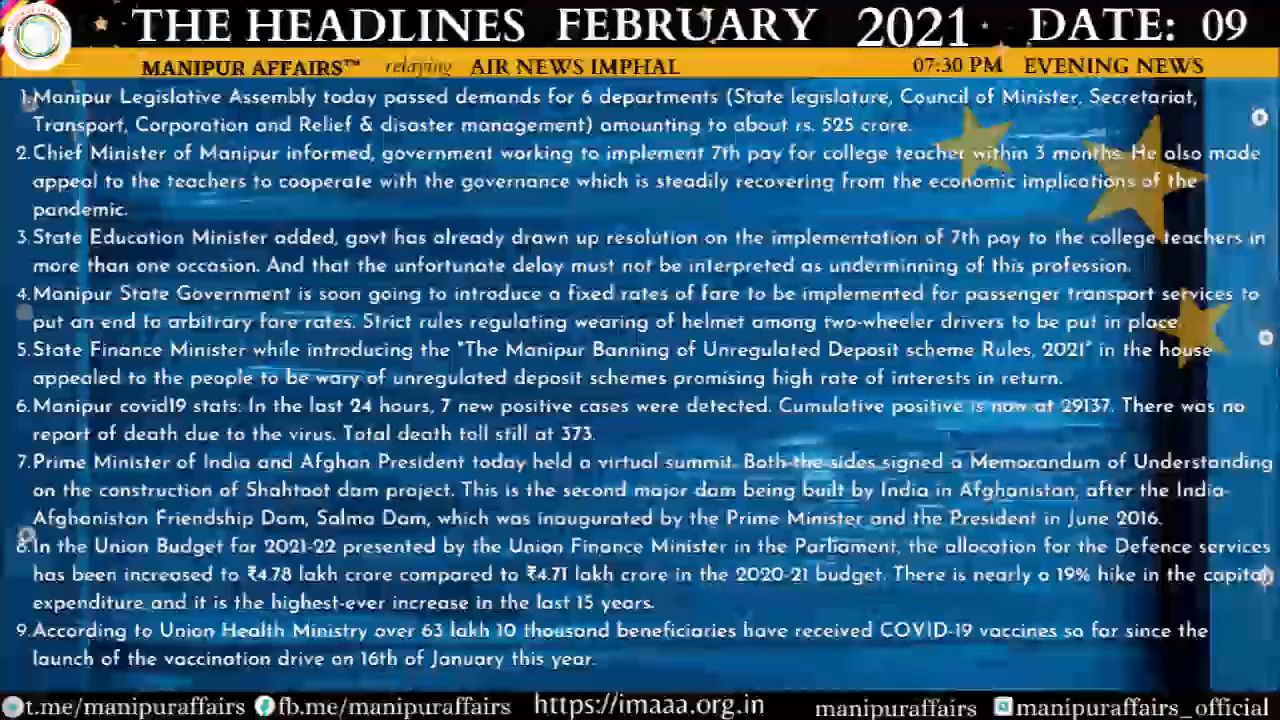 THE HEADLINES FEBRUARY 2021 DATE: 09
MANIPUR AFFAIRS™ relaying AIR NEWS IMPHAL 07:30 PM EVENING NEWS
1.Manipur Legislative Assembly today passed demands for 6 departments (State legislature, Council of Minister, Secretariat,
Transport, Corporation and Relief & disaster management) amounting to about rs. 525 crore.
2.Chief Minister of Manipur informed, government working to implement 7th pay for college teacher within 3 months. He also made
appeal to the teachers to cooperate with the governance which is steadily recovering from the economic implications of the
pandemic.
3.State Education Minister added, govt has already drawn up resolution on the implementation of 7th pay to the college teachers in
more than one occasion. And that the unfortunate delay must not be interpreted as underminning of this profession.
4.Manipur State Government is soon going to introduce a fixed rates of fare to be implemented for passenger transport services to
put an end to arbitrary fare rates. Strict rules regulating wearing of helmet among two-wheeler drivers to be put in place.
5.State Finance Minister while introducing the "The Manipur Banning of Unregulated Deposit scheme Rules, 2021" in the house
appealed to the people to be wary of unregulated deposit schemes promising high rate of interests in return.
6.Manipur covid19 stats: In the last 24 hours, 7 new positive cases were detected. Cumulative positive is now at 29137. There was no
report of death due to the virus. Total death toll still at 373.
7.Prime Minister of India and Afghan President today held a virtual summit. Both the sides signed a Memorandum of Understanding
on the construction of Shahtoot dam project. This is the second major dam being built by India in Afghanistan, after the India-
Afghanistan Friendship Dam, Salma Dam, which was inaugurated by the Prime Minister and the President in June 2016.
8.In the Union Budget for 2021-22 presented by the Union Finance Minister in the Parliament, the allocation for the Defence services
has been increased to ₹4.78 lakh crore compared to ₹4.71 lakh crore in the 2020-21 budget. There is nearly a 19% hike in the capital
expenditure and it is the highest-ever increase in the last 15 years.
9.According to Union Health Ministry over 63 lakh 10 thousand beneficiaries have received COVID-19 vaccines so far since the
launch of the vaccination drive on 16th of January this year.
t.me/manipuraffairs fb.me/manipuraffairs https://imaaa.org.in manipuraffairs manipuraffairs_official